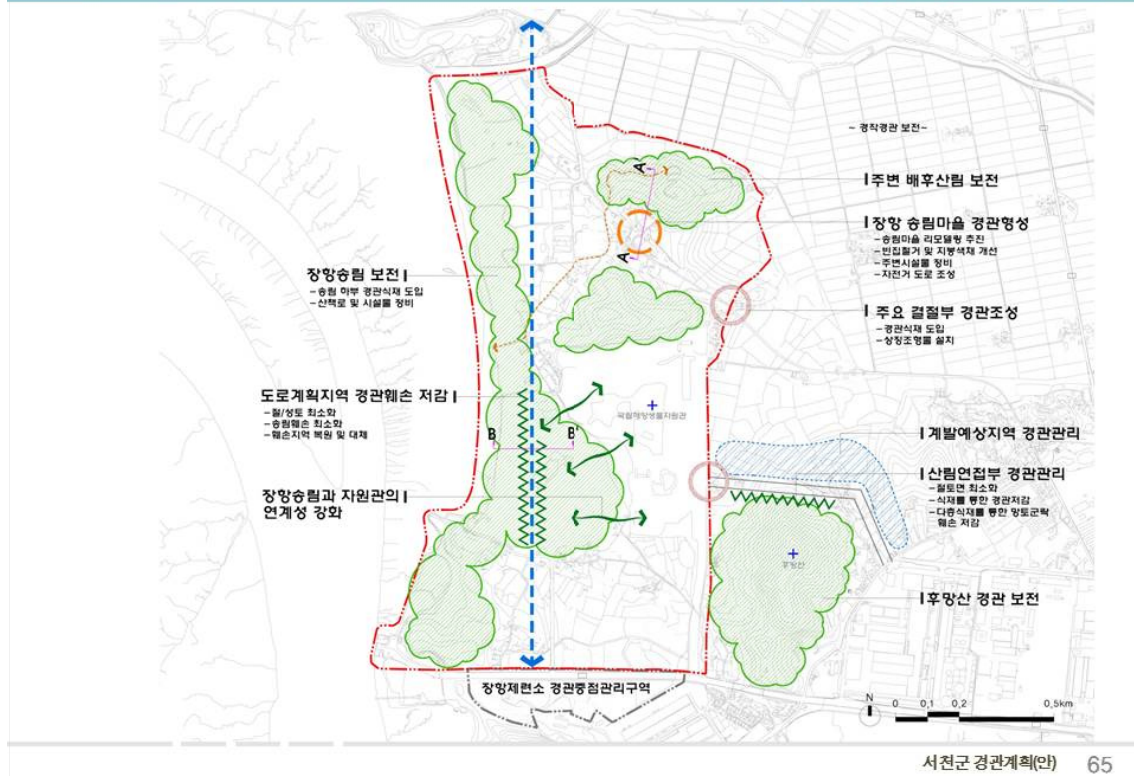 ~ 경작경관 보전~
주변 배후산림 보전
장항 송림마을 경관형성
-송림마을 리모델링 추진
-빈집철거 및 지붕색채 개선
-주변시설물 정비
-자전거 도로 조성
주요 결절부 경관조성
-경관식재 도입
-상징조형물 설치
장항송림 보전
-송림 하부 경관식재 도입
-산책로 및 시설물 정비
도로계획지역 경관훼손 저감
-절/성토 최소화
-송림훼손 최소화
-훼손지역 복원 및 대체
장항송림과 자원관의
연계성 강화
A
A'
B
B'
국립해양생물자원관
개발예상지역 경관관리
산림연접부 경관관리
-절토면 최소화
-식재를 통한 경관저감
-다층식재를 통한 망토군락
훼손 저감
후망산
후망산 경관 보전
장항제련소 경관중점관리구역
N
0 0,1 0,2 0,5km
서천군 경관계획(안) 65